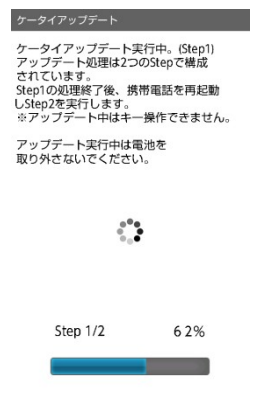 ケータイアップデート
ケータイアップデート実行中。(Step1)
アップデート処理は2つのStepで構成
されています。
Step1の処理終了後、携帯電話を再起動
しStep2を実行します。
※アップデート中はキー操作できません。
アップデート実行中は電池を
取り外さないでください。
Step 1/2 62%